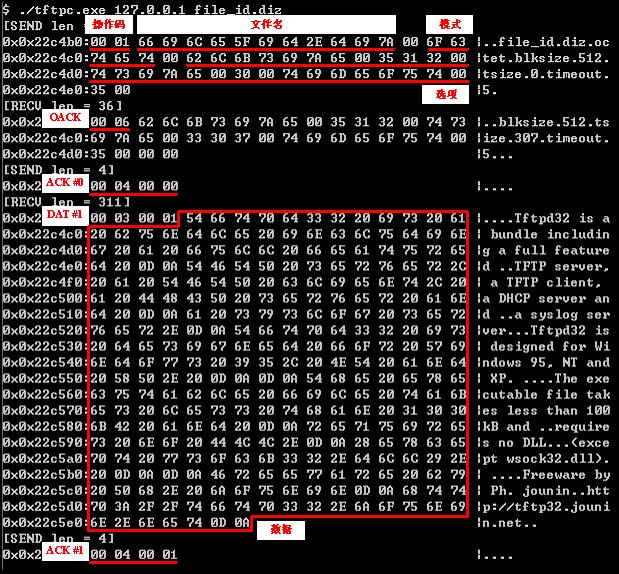 $ ./tftpc.exe 127.0.0.1 file_id.diz
[SEND len 操作码 文件名 模式
0x0x22c4b0:00 01 66 69 6C 65 5F 69 64 2E 64 69 7A 00 6F 63 |..file_id.diz.oc
0x0x22c4c0:74 65 74 00 62 6C 6B 73 69 7A 65 00 35 31 32 00 |tet.blksize.512.
0x0x22c4d0:74 73 69 7A 65 00 30 00 74 69 6D 65 6F 75 74 00 |tsize.0.timeout.
0x0x22c4e0:35 00 选项 |5.
[RECV len = 36]
0x0x2 OACK 00 06 62 6C 6B 73 69 7A 65 00 35 31 32 00 74 73 |..blksize.512.ts
0x0x22c4c0:69 7A 65 00 33 30 37 00 74 69 6D 65 6F 75 74 00 |ize.307.timeout.
0x0x22c4d0:35 00 00 00 |5...
[SEND len = 4]
0x0x2 ACK #0 00 04 00 00 |....
[RECV len = 311]
0x0x2 DAT #1 00 03 00 01 54 66 74 70 64 33 32 20 69 73 20 61 |....Tftpd32 is a
0x0x22c4c0:20 62 75 6E 64 6C 65 20 69 6E 63 6C 75 64 69 6E | bundle includin
0x0x22c4d0:67 20 61 20 66 75 6C 6C 20 66 65 61 74 75 72 65 |g a full feature
0x0x22c4e0:64 20 0D 0A 54 46 54 50 20 73 65 72 76 65 72 2C |d ..TFTP server,
0x0x22c4f0:20 61 20 54 46 54 50 20 63 6C 69 65 6E 74 2C 20 | a TFTP client,
0x0x22c500:61 20 44 48 43 50 20 73 65 72 76 65 72 20 61 6E |a DHCP server an
0x0x22c510:64 20 0D 0A 61 20 73 79 73 6C 6F 67 20 73 65 72 |d ..a syslog ser
0x0x22c520:76 65 72 2E 0D 0A 54 66 74 70 64 33 32 20 69 73 |ver...Tftpd32 is
0x0x22c530:20 64 65 73 69 67 6E 65 64 20 66 6F 72 20 57 69 | designed for Wi
0x0x22c540:6E 64 6F 77 73 20 39 35 2C 20 4E 54 20 61 6E 64 |ndows 95, NT and
0x0x22c550:20 58 50 2E 20 0D 0A 0D 0A 54 68 65 20 65 78 65 | XP. ....The exe
0x0x22c560:63 75 74 61 62 6C 65 20 66 69 6C 65 20 74 61 6B |cutable file tak
0x0x22c570:65 73 20 6C 65 73 73 20 74 68 61 6E 20 31 30 30 |es less than 100
0x0x22c580:6B 42 20 61 6E 64 20 0D 0A 72 65 71 75 69 72 65 |kB and ..require
0x0x22c590:73 20 6E 6F 20 44 4C 4C 2E 0D 0A 28 65 78 63 65 |s no DLL...(exce
0x0x22c5a0:70 74 20 77 73 6F 63 6B 33 32 2E 64 6C 6C 29 2E |pt wsock32.dll).
0x0x22c5b0:20 0D 0A 0D 0A 46 72 65 65 77 61 72 65 20 62 79 | ....Freeware by
0x0x22c5c0:20 50 68 2E 20 6A 6F 75 6E 69 6E 0D 0A 68 74 74 | Ph. jounin..htt
0x0x22c5d0:70 3A 2F 2F 74 66 74 70 33 32 2E 6A 6F 75 6E 69 |p://tftp32.jouni
0x0x22c5e0:6E 2E 6E 65 74 0D 0A 数据 |n.net..
[SEND len = 4]
0x0x2 ACK #1 00 04 00 01 |....